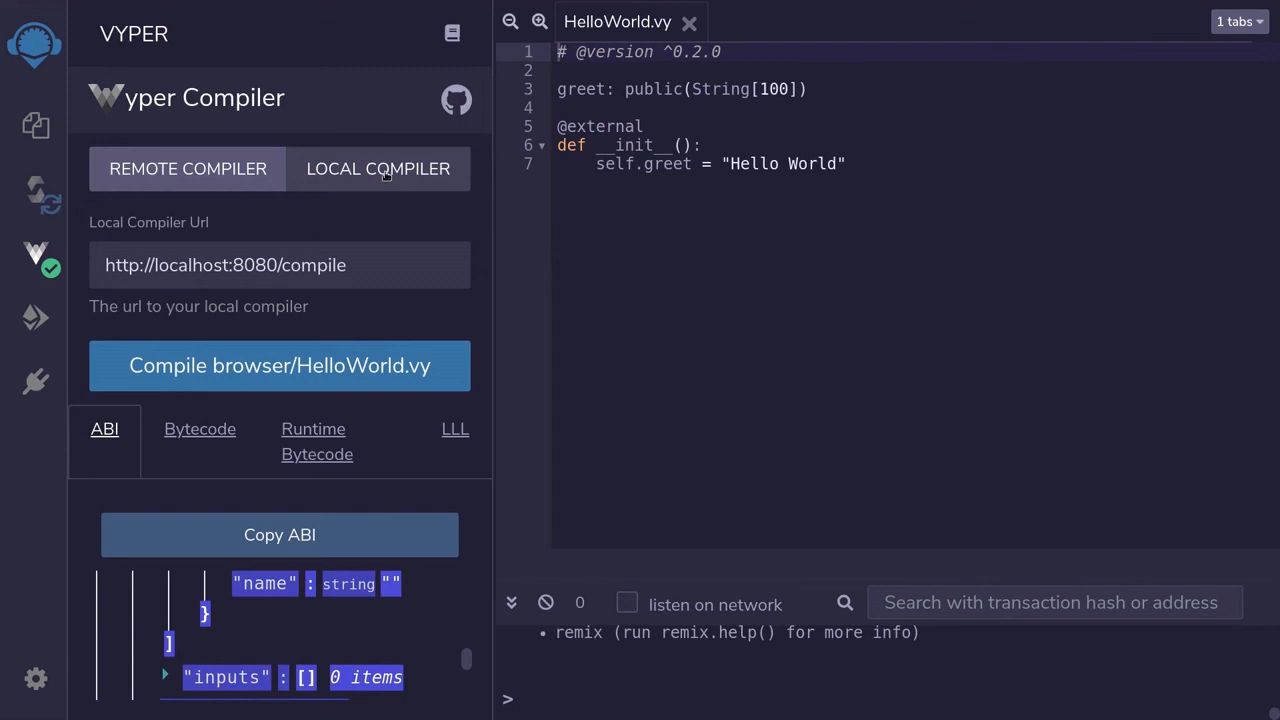 VYPER
Vyper Compiler
REMOTE COMPILER
LOCAL COMPILER
Local Compiler Url
http://localhost:8080/compile
The url to your local compiler
Compile browser/HelloWorld.vy
ABI
Bytecode
Runtime
Bytecode
LLL
Copy ABI
"name" : string ""
}
]
"inputs" : [] 0 items
HelloWorld.vy
1 tabs
1 # @version ^0.2.0
2
3 greet: public(String[100])
4
5 @external
6 def __init__():
7     self.greet = "Hello World"
0
listen on network
Search with transaction hash or address
• remix (run remix.help() for more info)
>